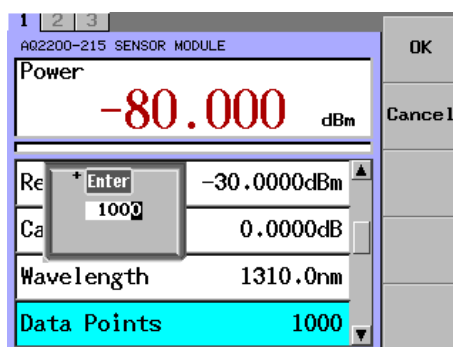 1 2 3
AQ2200-215 SENSOR MODULE
OK
Power
-80.000 dBm
Cancel
Re -30.0000dBm
+ Enter
1000
Ca 0.0000dB
Wavelength 1310.0nm
Data Points 1000